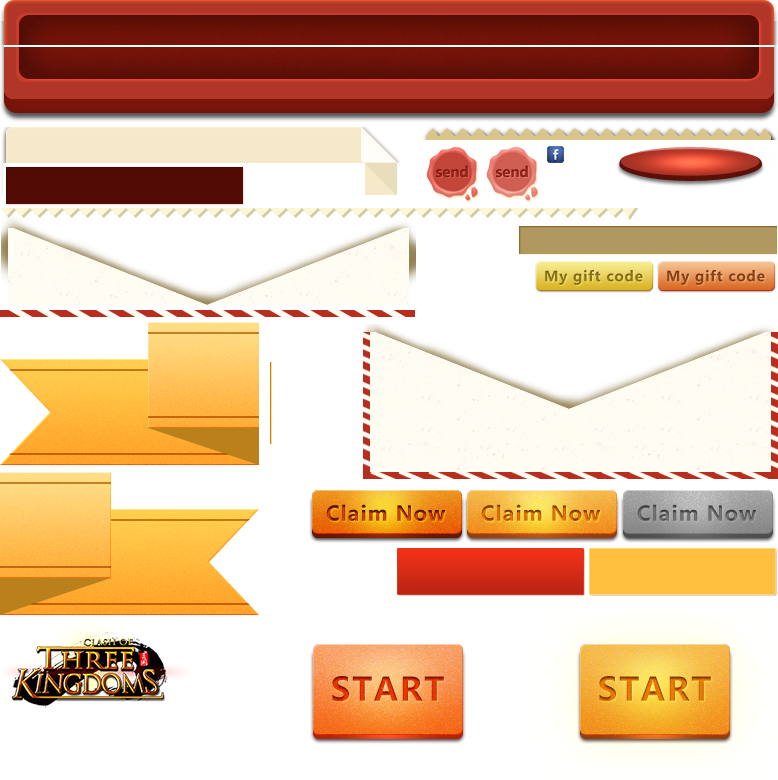 send
send
f
My gift code
My gift code
Claim Now
Claim Now
Claim Now
CLASH OF
THREE
KINGDOMS
START
START